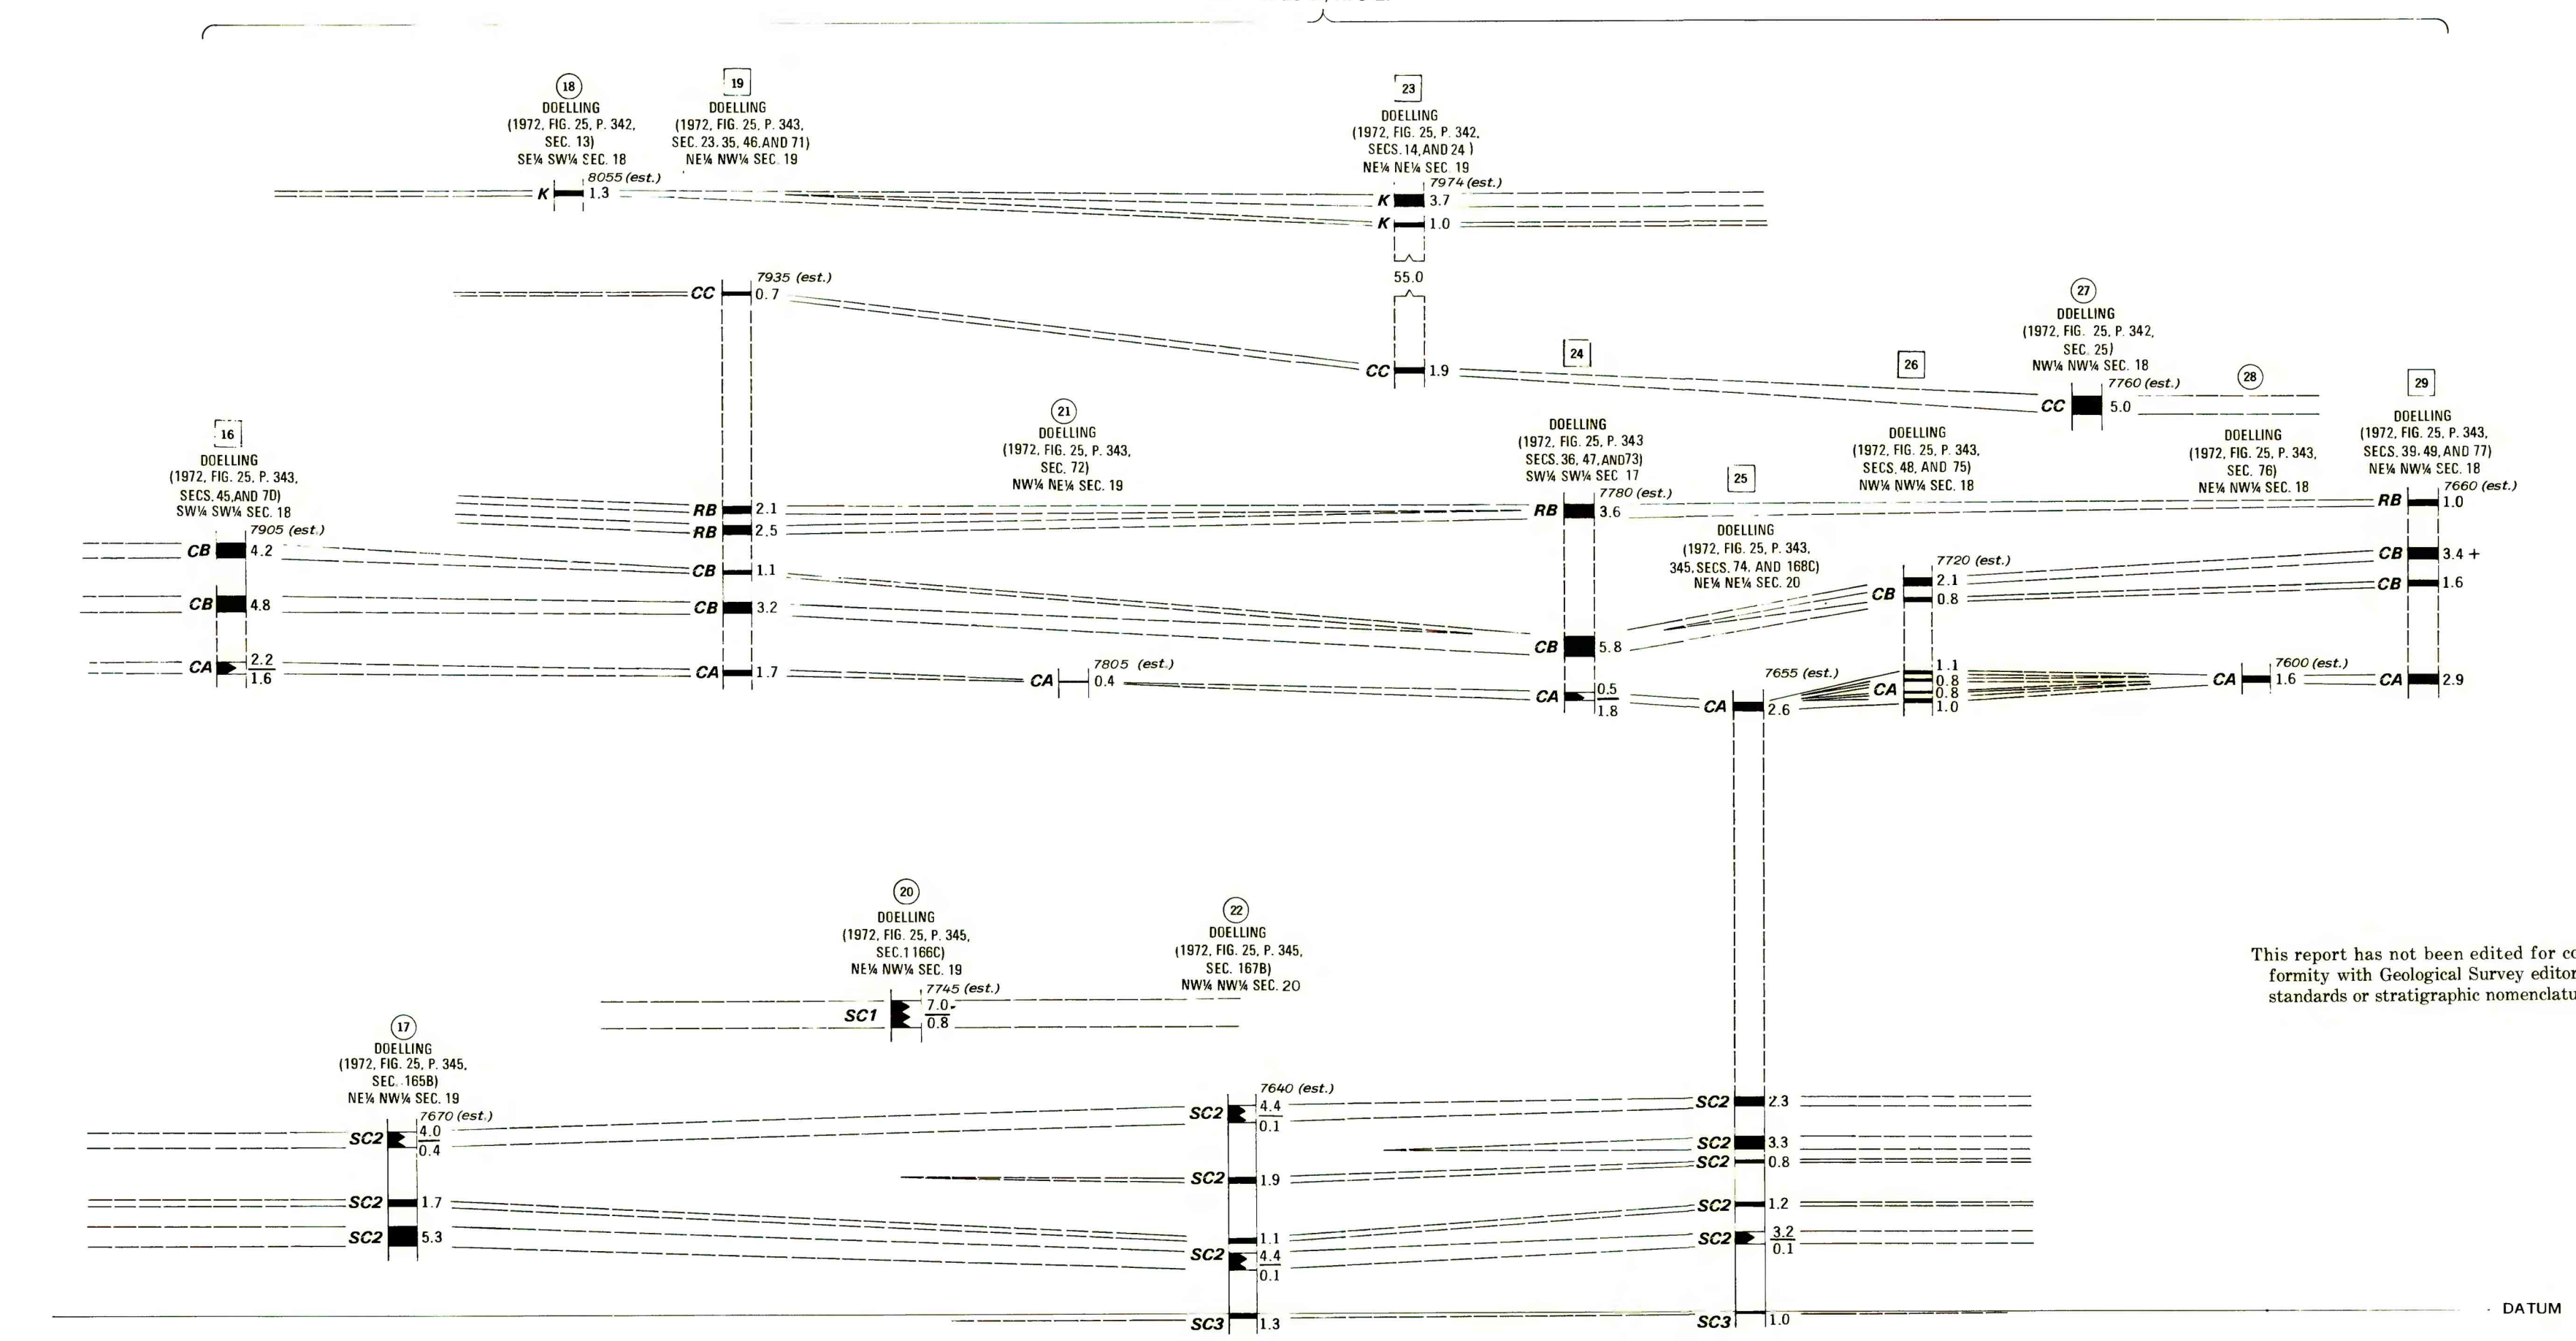 18
DOELLING
(1972, FIG. 25, P. 342,
SEC. 13)
SE¼ SW¼ SEC. 18
8055 (est.)
K 1.3
19
DOELLING
(1972, FIG. 25, P. 343,
SEC. 23. 35, 46, AND 71)
NE¼ NW¼ SEC. 19
7935 (est.)
CC 0.7
RB 2.1
RB 2.5
CB 1.1
CB 3.2
CA 1.7
23
DOELLING
(1972, FIG. 25, P. 342,
SECS. 14, AND 24 )
NE¼ NE¼ SEC. 19
7974 (est.)
K 3.7
K 1.0
55.0
CC 1.9
27
DOELLING
(1972, FIG. 25, P. 342,
SEC. 25)
NW¼ NW¼ SEC. 18
7760 (est.)
CC 5.0
16
DOELLING
(1972, FIG. 25, P. 343,
SECS. 45, AND 70)
SW¼ SW¼ SEC. 18
7905 (est.)
CB 4.2
CB 4.8
CA 2.2
1.6
21
DOELLING
(1972, FIG. 25, P. 343,
SEC. 72)
NW¼ NE¼ SEC. 19
7805 (est.)
CA 0.4
24
DOELLING
(1972, FIG. 25, P. 343
SECS. 36, 47, AND 73)
SW¼ SW¼ SEC 17
7780 (est.)
RB 3.6
CB 5.8
CA 0.5
1.8
25
DOELLING
(1972, FIG. 25, P. 343,
345, SECS. 74, AND 168C)
NE¼ NE¼ SEC. 20
7655 (est.)
CA 2.6
SC2 2.3
SC2 3.3
SC2 0.8
SC2 1.2
SC2 3.2
0.1
SC3 1.0
26
DOELLING
(1972, FIG. 25, P. 343,
SECS. 48, AND 75)
NW¼ NW¼ SEC. 18
7720 (est.)
2.1
CB 0.8
1.1
0.8
CA 0.8
1.0
28
DOELLING
(1972, FIG. 25, P. 343,
SEC. 76)
NE¼ NW¼ SEC. 18
7600 (est.)
CA 1.6
29
DOELLING
(1972, FIG. 25, P. 343,
SECS. 39, 49, AND 77)
NE¼ NW¼ SEC. 18
7660 (est.)
RB 1.0
CB 3.4 +
CB 1.6
CA 2.9
20
DOELLING
(1972, FIG. 25, P. 345,
SEC.1 166C)
NE¼ NW¼ SEC. 19
7745 (est.)
SC1 7.0
0.8
22
DOELLING
(1972, FIG. 25, P. 345,
SEC. 167B)
NW¼ NW¼ SEC. 20
7640 (est.)
SC2 4.4
0.1
SC2 1.9
1.1
SC2 4.4
0.1
SC3 1.3
17
DOELLING
(1972, FIG. 25, P. 345,
SEC. 165B)
NE¼ NW¼ SEC. 19
7670 (est.)
SC2 4.0
0.4
SC2 1.7
SC2 5.3
This report has not been edited for co
formity with Geological Survey editor
standards or stratigraphic nomenclatu
DATUM